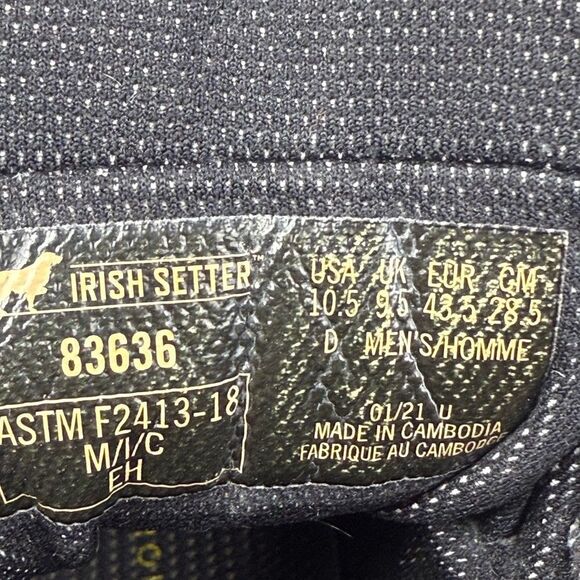 IRISH SETTER™
83636
ASTM F2413-18
M/I/C
EH
USA UK EUR CM
10.5 9.5 43.5 28.5
D MEN'S/HOMME
01/21 U
MADE IN CAMBODIA
FABRIQUE AU CAMBODGE